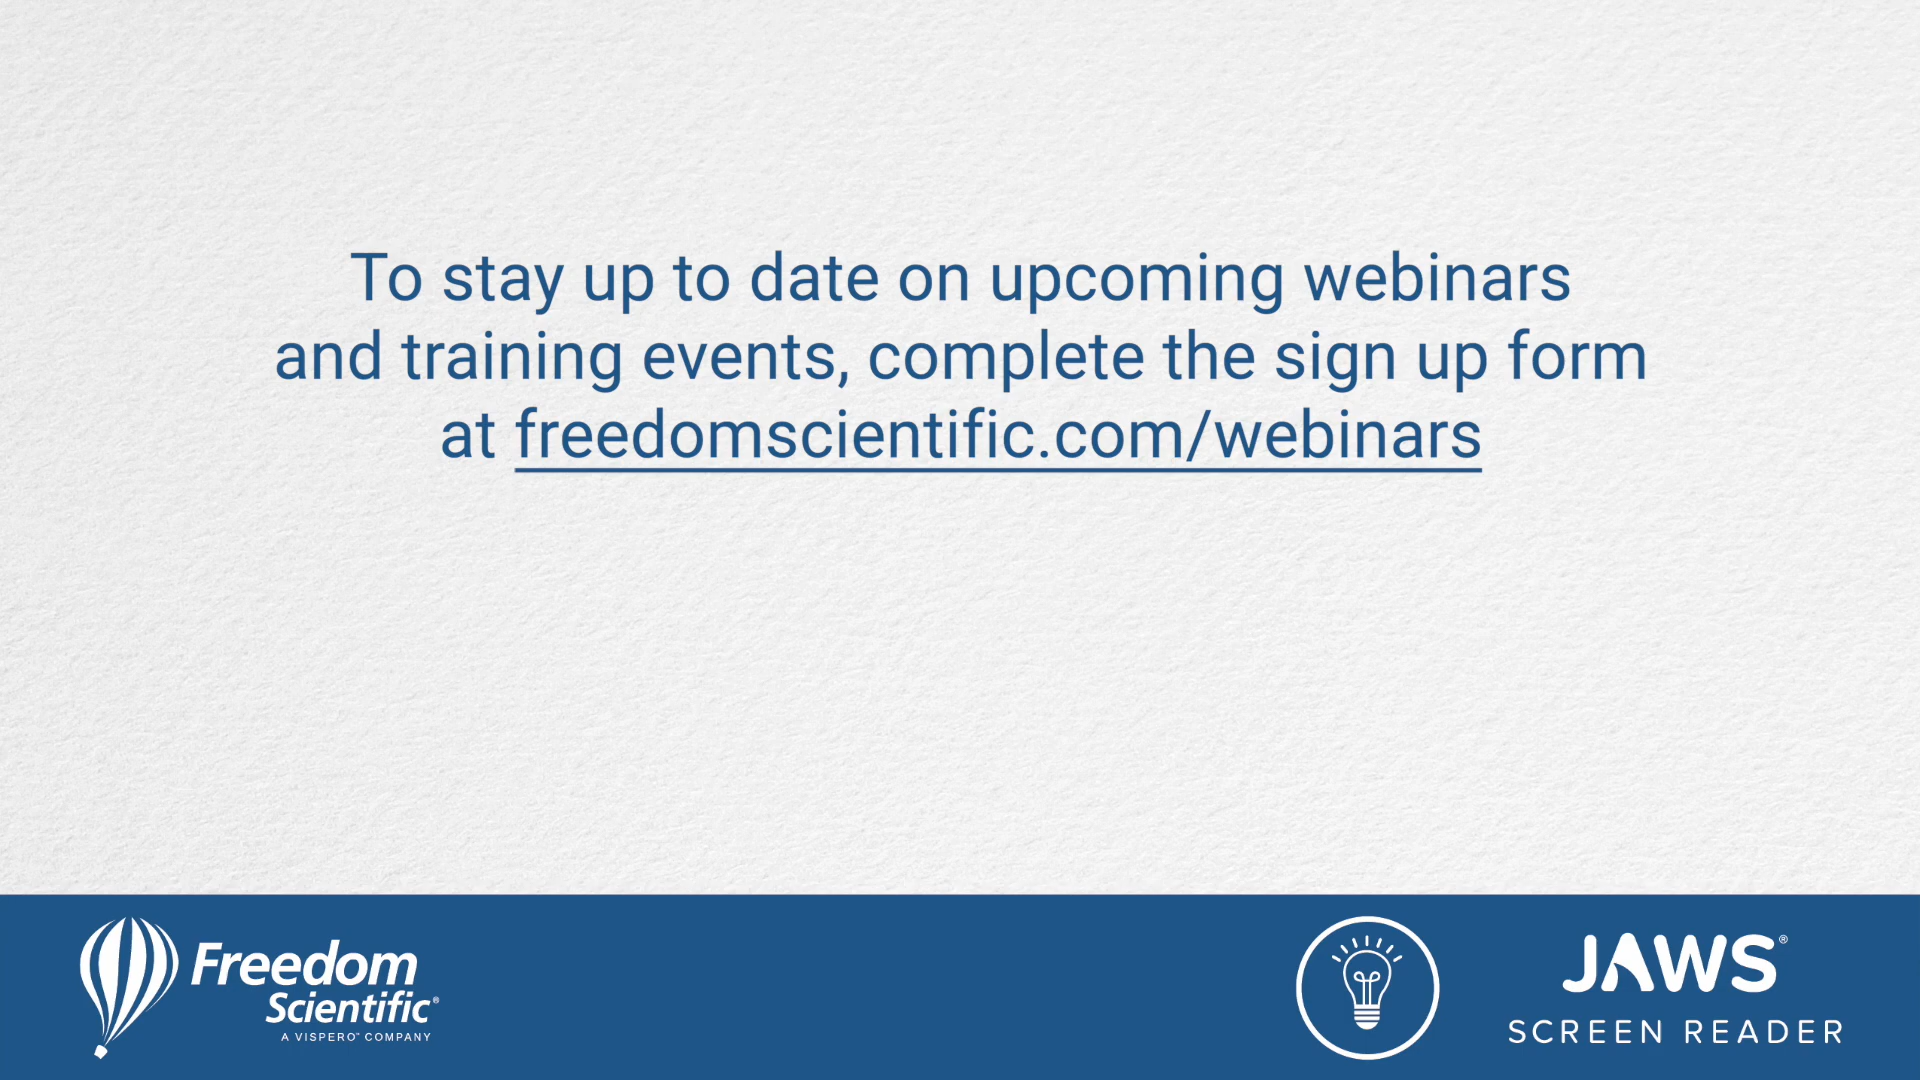 To stay up to date on upcoming webinars
and training events, complete the sign up form
at freedomscientific.com/webinars
Freedom
Scientific®
A VISPERO™ COMPANY
JAWS®
SCREEN READER